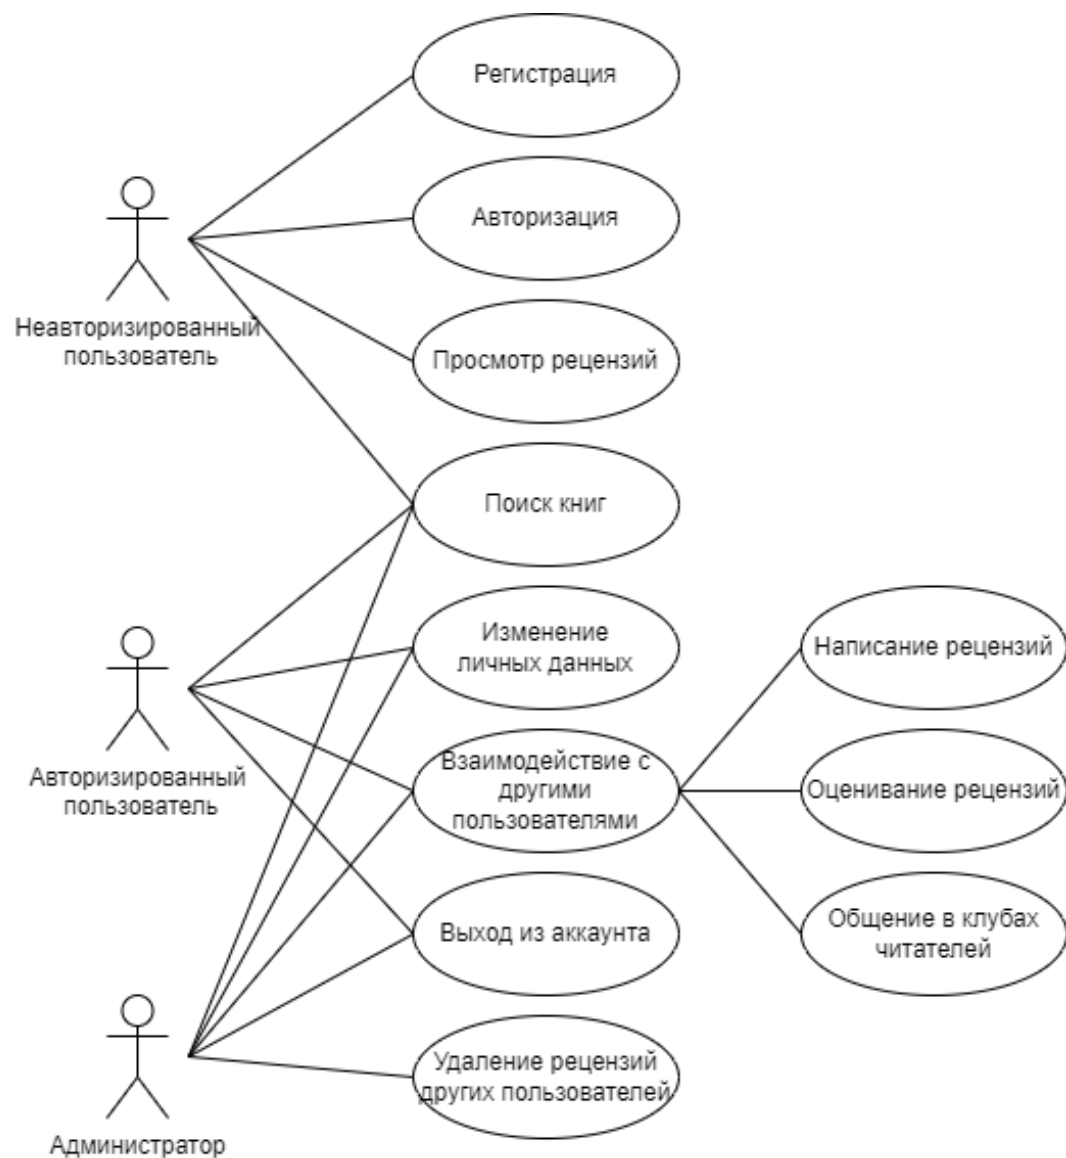 Регистрация
Авторизация
Неавторизированный
пользователь
Просмотр рецензий
Поиск книг
Изменение
личных данных
Написание рецензий
Авторизированный
пользователь
Взаимодействие с
другими
пользователями
Оценивание рецензий
Выход из аккаунта
Общение в клубах
читателей
Удаление рецензий
других пользователей
Администратор